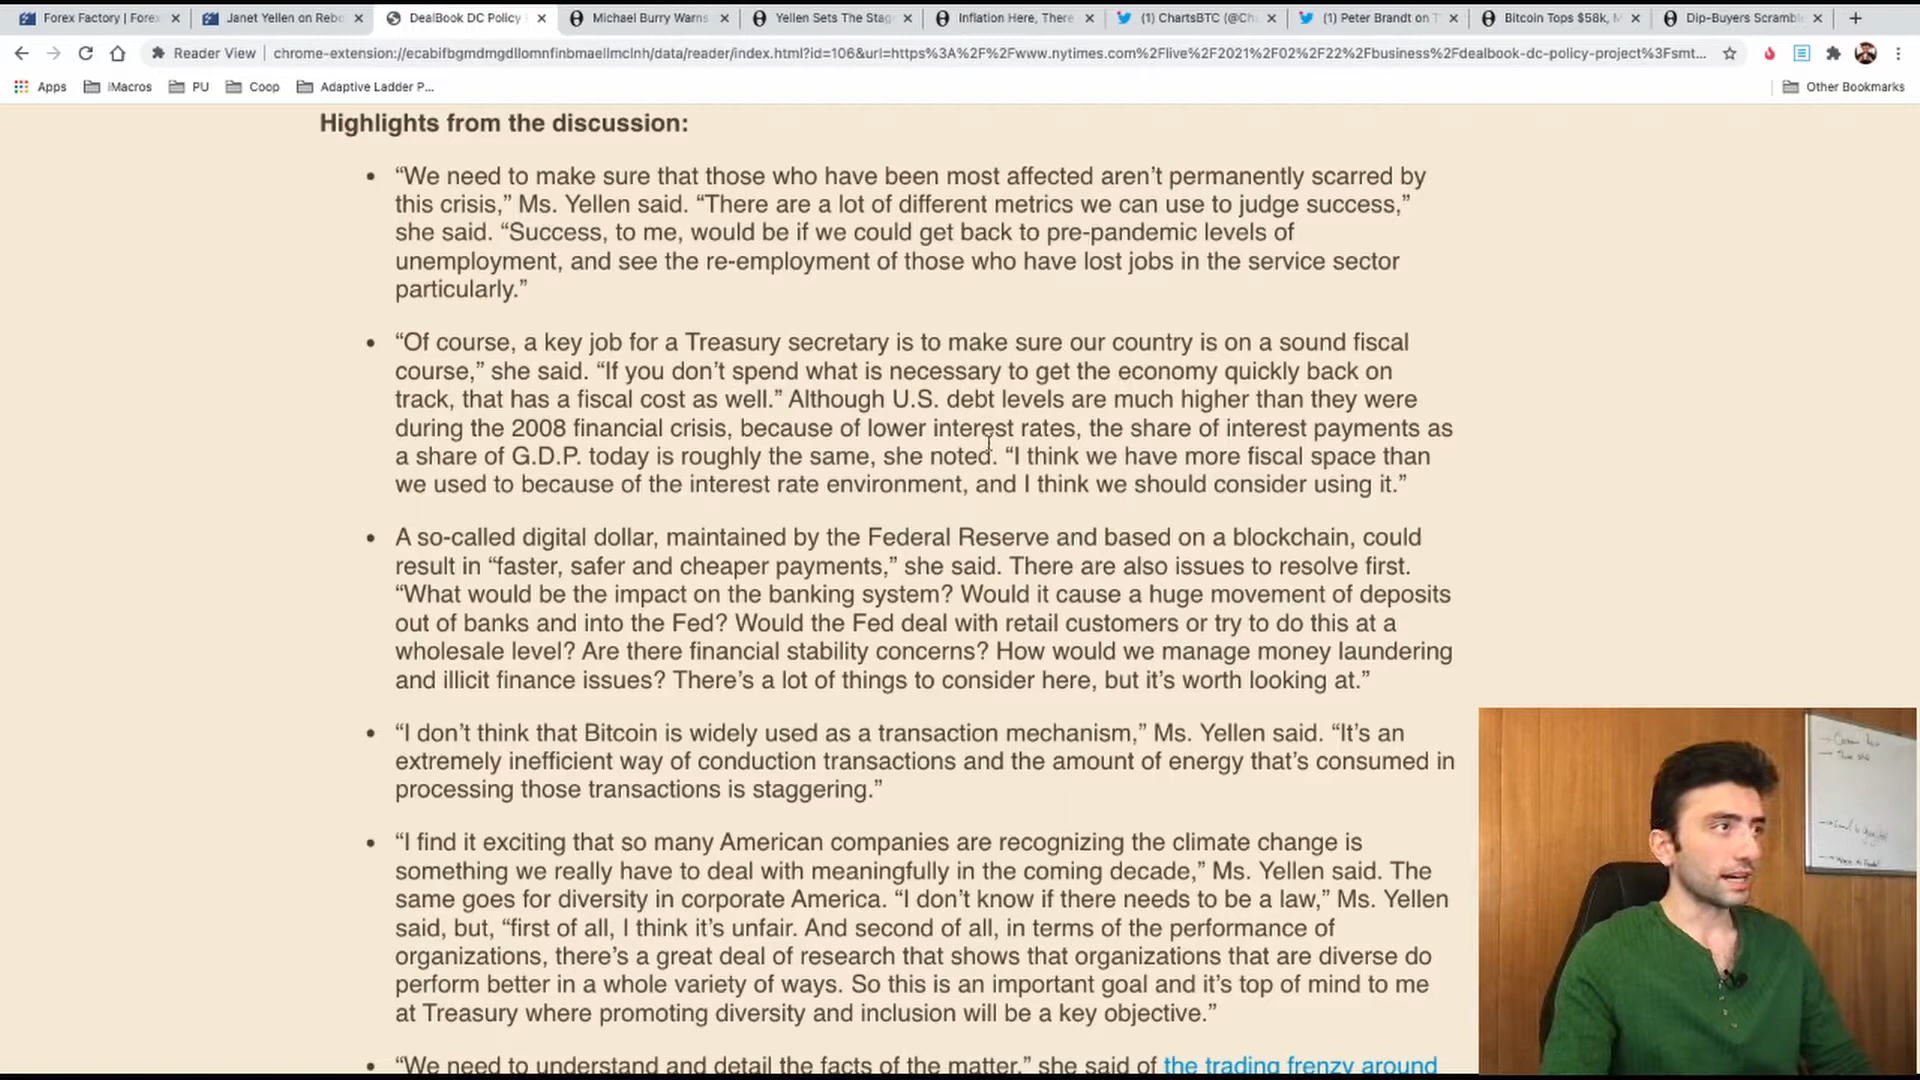 Forex Factory | Forex
Janet Yellen on Rebo
DealBook DC Policy
Michael Burry Warns
Yellen Sets The Stag
Inflation Here, There
(1) ChartsBTC (@Ch
(1) Peter Brandt on T
Bitcoin Tops $58k, M
Dip-Buyers Scrambl
Reader View
chrome-extension://ecabifbgmdmgdllomnfinbmaellmclnh/data/reader/index.html?id=106&url=https%3A%2F%2Fwww.nytimes.com%2Flive%2F2021%2F02%2F22%2Fbusiness%2Fdealbook-dc-policy-project%3Fsmt...
Apps
iMacros
PU
Coop
Adaptive Ladder P...
Other Bookmarks
Highlights from the discussion:
• “We need to make sure that those who have been most affected aren’t permanently scarred by
this crisis,” Ms. Yellen said. “There are a lot of different metrics we can use to judge success,”
she said. “Success, to me, would be if we could get back to pre-pandemic levels of
unemployment, and see the re-employment of those who have lost jobs in the service sector
particularly.”
• “Of course, a key job for a Treasury secretary is to make sure our country is on a sound fiscal
course,” she said. “If you don’t spend what is necessary to get the economy quickly back on
track, that has a fiscal cost as well.” Although U.S. debt levels are much higher than they were
during the 2008 financial crisis, because of lower interest rates, the share of interest payments as
a share of G.D.P. today is roughly the same, she noted. “I think we have more fiscal space than
we used to because of the interest rate environment, and I think we should consider using it.”
• A so-called digital dollar, maintained by the Federal Reserve and based on a blockchain, could
result in “faster, safer and cheaper payments,” she said. There are also issues to resolve first.
“What would be the impact on the banking system? Would it cause a huge movement of deposits
out of banks and into the Fed? Would the Fed deal with retail customers or try to do this at a
wholesale level? Are there financial stability concerns? How would we manage money laundering
and illicit finance issues? There’s a lot of things to consider here, but it’s worth looking at.”
• “I don’t think that Bitcoin is widely used as a transaction mechanism,” Ms. Yellen said. “It’s an
extremely inefficient way of conduction transactions and the amount of energy that’s consumed in
processing those transactions is staggering.”
• “I find it exciting that so many American companies are recognizing the climate change is
something we really have to deal with meaningfully in the coming decade,” Ms. Yellen said. The
same goes for diversity in corporate America. “I don’t know if there needs to be a law,” Ms. Yellen
said, but, “first of all, I think it’s unfair. And second of all, in terms of the performance of
organizations, there’s a great deal of research that shows that organizations that are diverse do
perform better in a whole variety of ways. So this is an important goal and it’s top of mind to me
at Treasury where promoting diversity and inclusion will be a key objective.”
• “We need to understand and detail the facts of the matter,” she said of the trading frenzy around